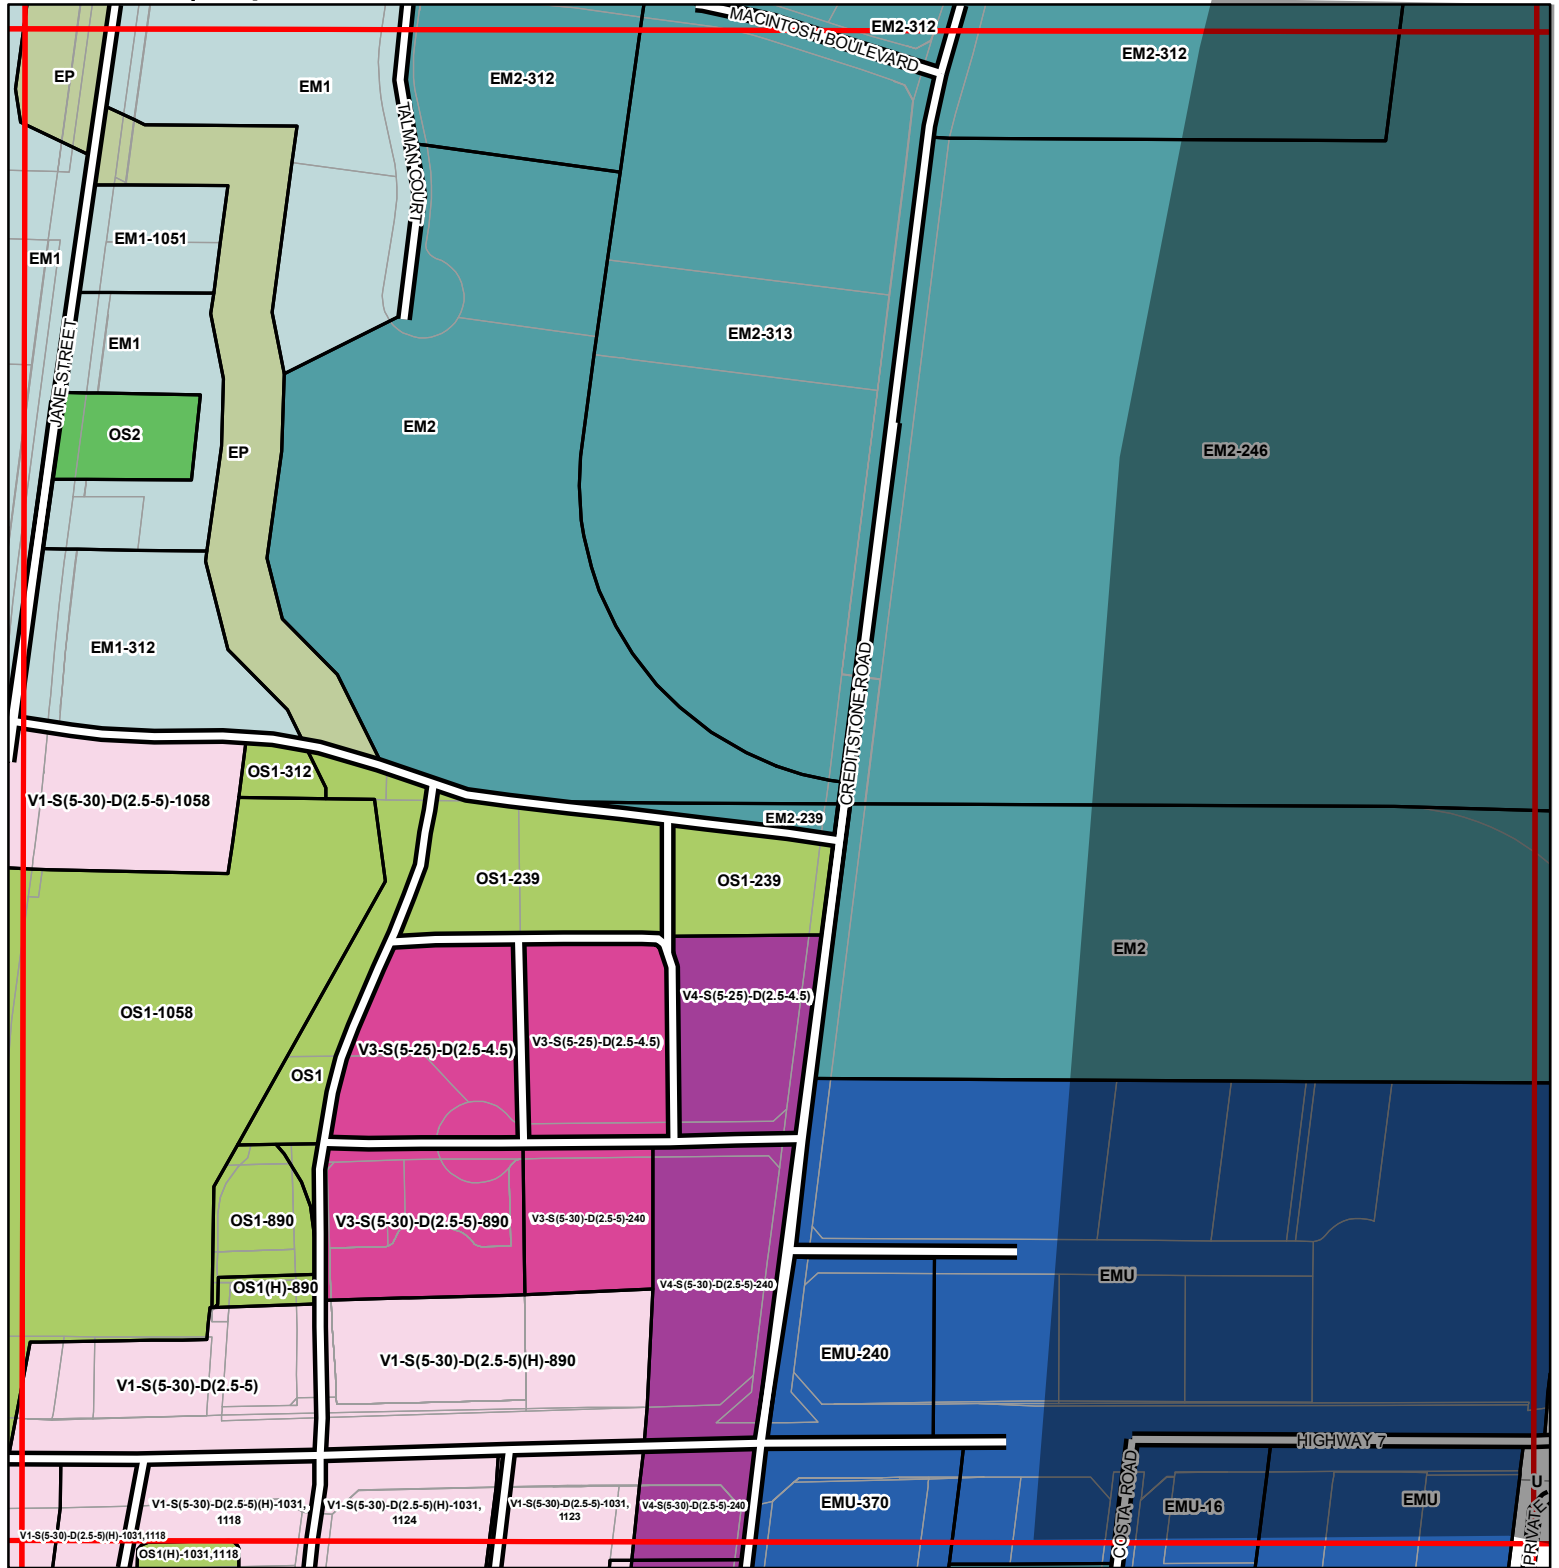 MACINTOSH BOULEVARD
EM2-312
EM2-312
EP
EM1
EM2-312
TALMAN COURT
EM1-1051
EM1
EM1
EM2-313
JANE STREET
OS2
EM2
EP
EM2-246
EM1-312
CREDITSTONE ROAD
OS1-312
V1-S(5-30)-D(2.5-5)-1058
EM2-239
OS1-239
OS1-239
EM2
V4-S(5-25)-D(2.5-4.5)
OS1-1058
V3-S(5-25)-D(2.5-4.5)
V3-S(5-25)-D(2.5-4.5)
OS1
OS1-890
V3-S(5-30)-D(2.5-5)-890
V3-S(5-30)-D(2.5-5)-240
EMU
OS1(H)-890
V4-S(5-30)-D(2.5-5)-240
EMU-240
V1-S(5-30)-D(2.5-5)(H)-890
V1-S(5-30)-D(2.5-5)
HIGHWAY 7
COSTA ROAD
U
PRIVATE
V1-S(5-30)-D(2.5-5)(H)-1031,
1118
V1-S(5-30)-D(2.5-5)(H)-1031,
1124
V1-S(5-30)-D(2.5-5)-1031,
1123
V4-S(5-30)-D(2.5-5)-240
EMU-370
EMU-16
EMU
V1-S(5-30)-D(2.5-5)(H)-1031,1118
OS1(H)-1031,1118